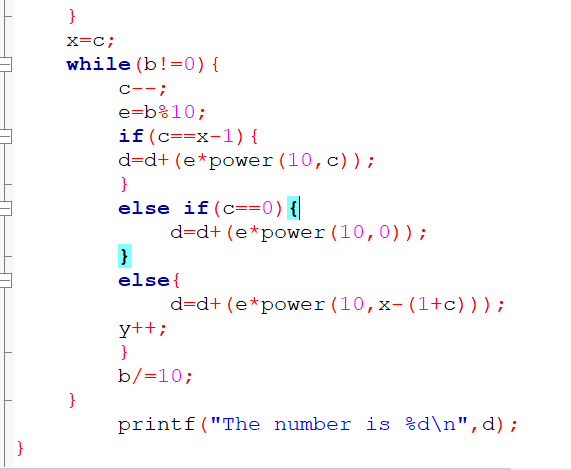 }
x=c;
while(b!=0){
c--;
e=b%10;
if(c==x-1){
d=d+(e*power(10,c));
}
else if(c==0){
d=d+(e*power(10,0));
}
else{
d=d+(e*power(10,x-(1+c)));
y++;
}
b/=10;
}
printf("The number is %d\n",d);
}